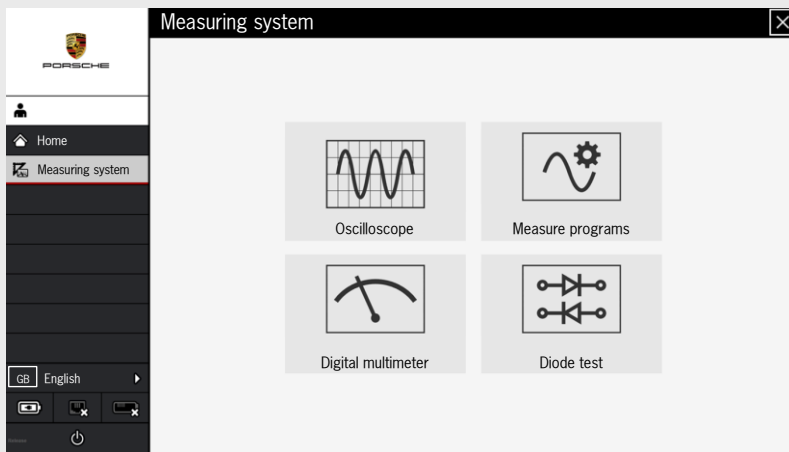 Measuring system
PORSCHE
Home
Measuring system
Oscilloscope
Measure programs
Digital multimeter
Diode test
GB English